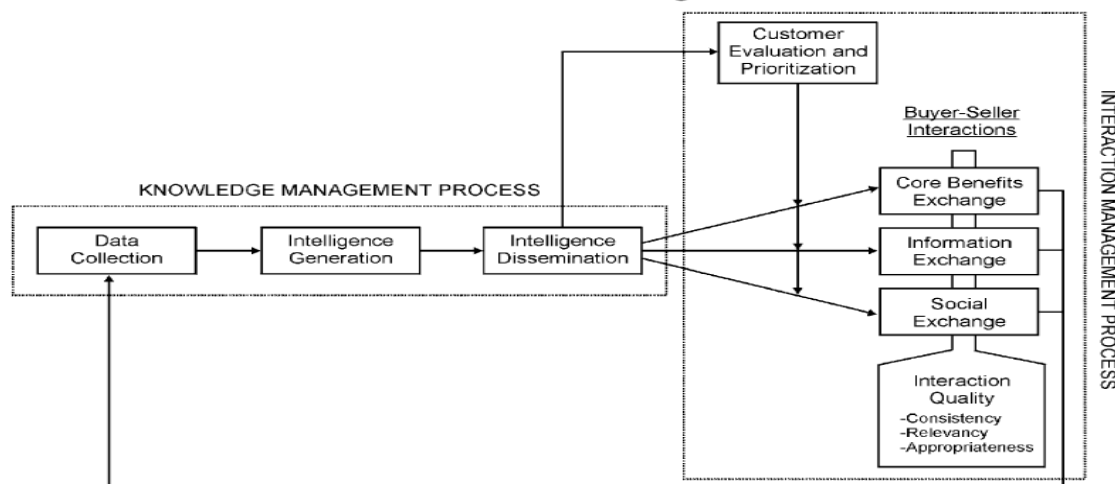 Customer
Evaluation and
Prioritization
Buyer-Seller
Interactions
KNOWLEDGE MANAGEMENT PROCESS
Data
Collection
Intelligence
Generation
Intelligence
Dissemination
Core Benefits
Exchange
Information
Exchange
Social
Exchange
Interaction
Quality
-Consistency
-Relevancy
-Appropriateness
INTERACTION MANAGEMENT PROCESS